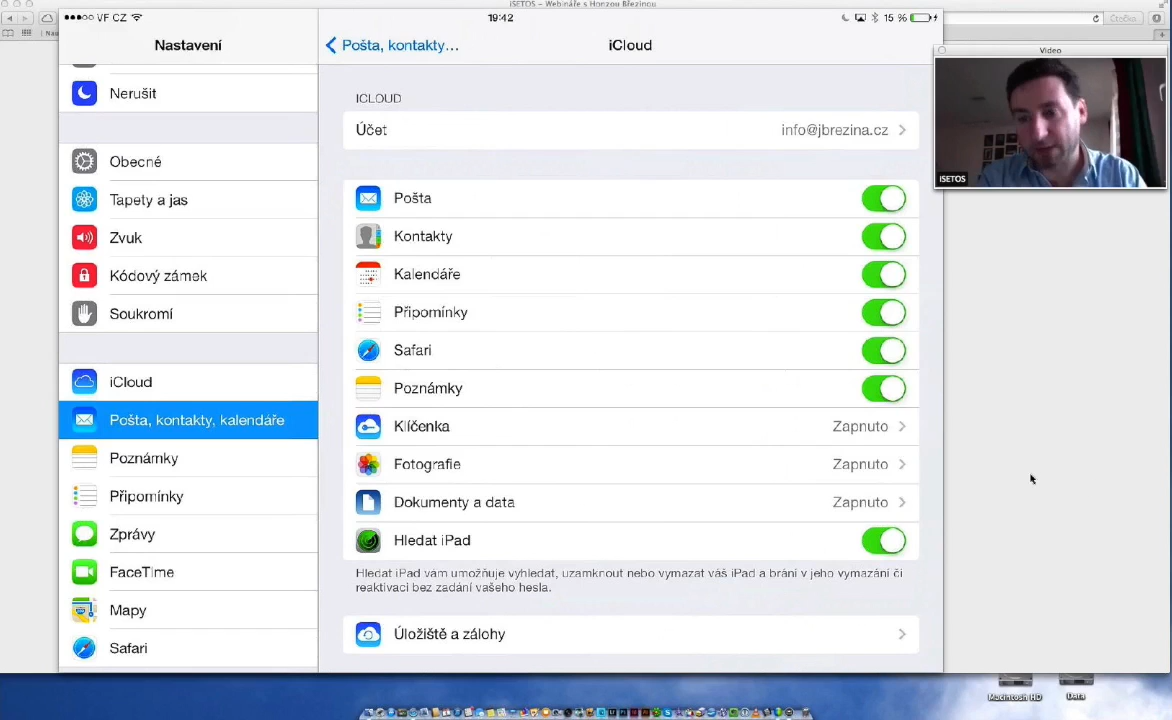 iSETOS – Webináře s Honzou Březinou
VF CZ
19:42
15 %
Nastavení
Pošta, kontakty…
iCloud
Čtečka
Video
ISETOS
Nerušit
Obecné
Tapety a jas
Zvuk
Kódový zámek
Soukromí
iCloud
Pošta, kontakty, kalendáře
Poznámky
Připomínky
Zprávy
FaceTime
Mapy
Safari
ICLOUD
Účet
info@jbrezina.cz
Pošta
Kontakty
Kalendáře
Připomínky
Safari
Poznámky
Klíčenka Zapnuto
Fotografie Zapnuto
Dokumenty a data Zapnuto
Hledat iPad
Hledat iPad vám umožňuje vyhledat, uzamknout nebo vymazat váš iPad a brání v jeho vymazání či
reaktivaci bez zadání vašeho hesla.
Úložiště a zálohy
Macintosh HD
Data